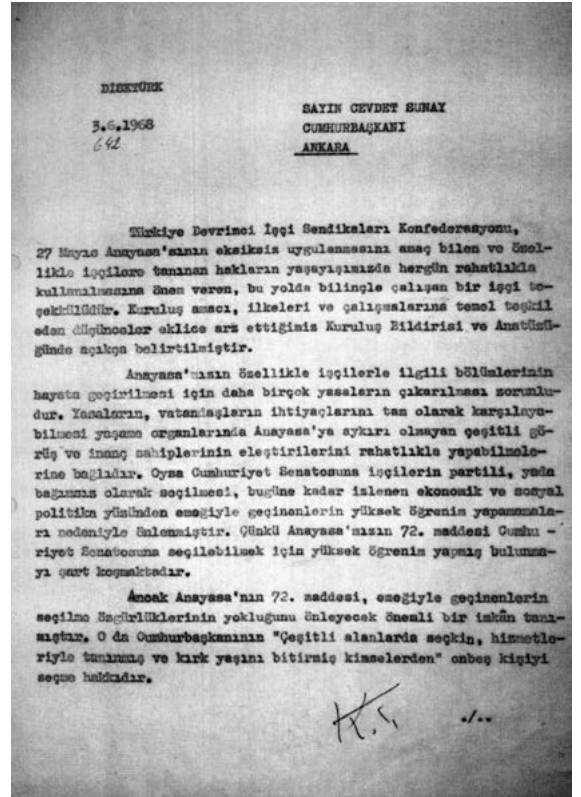 DİSKTÜRK
3.6.1968
642
SAYIN CEVDET SUNAY
CUMHURBAŞKANI
ANKARA
Türkiye Devrimci İşçi Sendikaları Konfederasyonu,
27 Mayıs Anayasa'sının eksiksiz uygulanmasını amaç bilen ve özel-
likle işçilere tanınan hakların yaşayışımızda hergün rahatlıkla
kullanılmasına önem veren, bu yolda bilinçle çalışan bir işçi te-
şekkülüdür. Kuruluş amacı, ilkeleri ve çalışmalarına temel teşkil
eden düşünceler eklice arz ettiğimiz Kuruluş Bildirisi ve Anatüzü-
ğünde açıkça belirtilmiştir.
Anayasa'mızın özellikle işçilerle ilgili bölümlerinin
hayata geçirilmesi için daha birçok yasaların çıkarılması zorunlu-
dur. Yasaların, vatandaşların ihtiyaçlarını tam olarak karşılaya-
bilmesi yasama organlarında Anayasa'ya aykırı olmayan çeşitli gö-
rüş ve inanç sahiplerinin eleştirilerini rahatlıkla yapabilmele-
rine bağlıdır. Oysa Cumhuriyet Senatosuna işçilerin partili, yada
bağımsız olarak seçilmesi, bugüne kadar izlenen ekonomik ve sosyal
politika yüzünden emeğiyle geçinenlerin yüksek öğrenim yapamamala-
rı nedeniyle önlenmiştir. Çünkü Anayasa'mızın 72. maddesi Cumhu -
riyet Senatosuna seçilebilmek için yüksek öğrenim yapmış bulunma-
yı şart koşmaktadır.
Ancak Anayasa'nın 72. maddesi, emeğiyle geçinenlerin
seçilme özgürlüklerinin yokluğunu önleyecek önemli bir imkân tanı-
mıştır. O da Cumhurbaşkanının "Çeşitli alanlarda seçkin, hizmetle-
riyle tanınmış ve kırk yaşını bitirmiş kimselerden" onbeş kişiyi
seçme hakkıdır.
./..